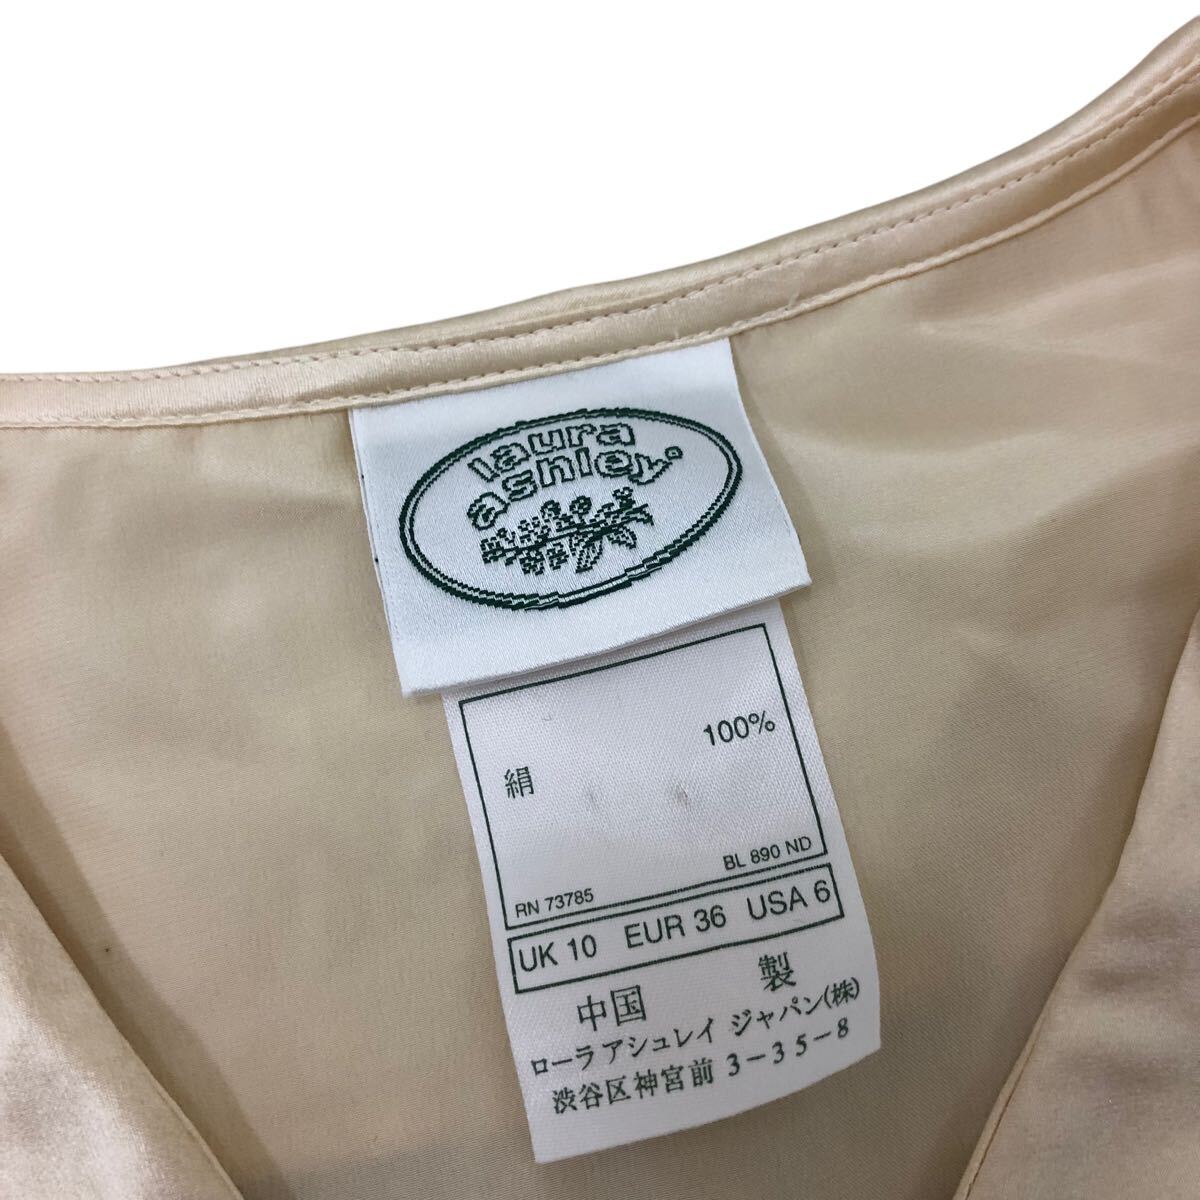 laura
ashley®
100%
絹
BL 890 ND
RN 73785
UK 10 EUR 36 USA 6
中国 製
ローラ アシュレイ ジャパン(株)
渋谷区神宮前 3-35-8